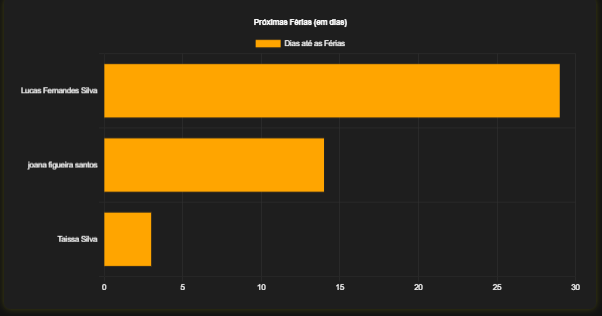 Próximas Férias (em dias)
Dias até as Férias
Lucas Fernandes Silva
joana figueira santos
Taissa Silva
0 5 10 15 20 25 30